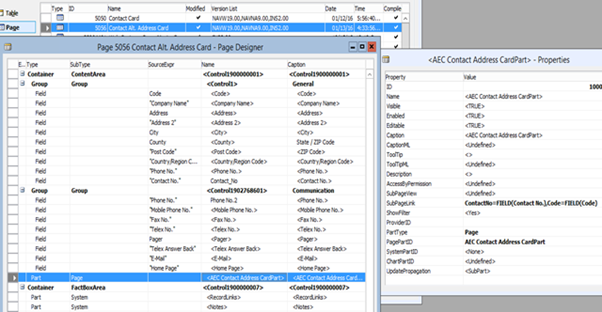 Type ID Name Modified Version List Date Time Compile
Table
5050 Contact Card ✔ NAVW19.00,NAVNA9.00,INS2.00 01/12/16 5:56:40... ✔
Page
5056 Contact Alt. Address Card ✔ NAVW19.00,NAVNA9.00,INS2.00 01/13/16 4:33:56... ✔
Page 5056 Contact Alt. Address Card - Page Designer
E... Type SubType SourceExpr Name Caption
Container ContentArea <Control1900000001> <Control1900000001>
Group Group <Control1> General
Field Code <Code> <Code>
Field "Company Name" <Company Name> <Company Name>
Field Address <Address> <Address>
Field "Address 2" <Address 2> <Address 2>
Field City <City> <City>
Field County <County> State / ZIP Code
Field "Post Code" <Post Code> <ZIP Code>
Field "Country/Region C... <Country/Region Code> <Country/Region Code>
Field "Phone No." <Phone No.> <Phone No.>
Field "Contact No." Contact_No <Contact No.>
Group Group <Control1902768601> Communication
Field "Phone No." Phone No.2 <Phone No.>
Field "Mobile Phone No." <Mobile Phone No.> <Mobile Phone No.>
Field "Fax No." <Fax No.> <Fax No.>
Field "Telex No." <Telex No.> <Telex No.>
Field Pager <Pager> <Pager>
Field "Telex Answer Back" <Telex Answer Back> <Telex Answer Back>
Field "E-Mail" <E-Mail> <E-Mail>
Field "Home Page" <Home Page> <Home Page>
Part Page <AEC Contact Address CardPart> <AEC Contact Address Card...
Container FactBoxArea <Control1900000007> <Control1900000007>
Part System <RecordLinks> <RecordLinks>
Part System <Notes> <Notes>
<AEC Contact Address CardPart> - Properties
Property Value
ID 1000
Name <AEC Contact Address CardPart>
Visible <TRUE>
Enabled <TRUE>
Editable <TRUE>
Caption <AEC Contact Address CardPart>
CaptionML <Undefined>
ToolTip <>
ToolTipML <Undefined>
Description <>
AccessByPermission <Undefined>
SubPageView <Undefined>
SubPageLink ContactNo=FIELD(Contact No.),Code=FIELD(Code)
ShowFilter <Yes>
ProviderID
PartType Page
PagePartID AEC Contact Address CardPart
SystemPartID <None>
ChartPartID <Undefined>
UpdatePropagation <SubPart>